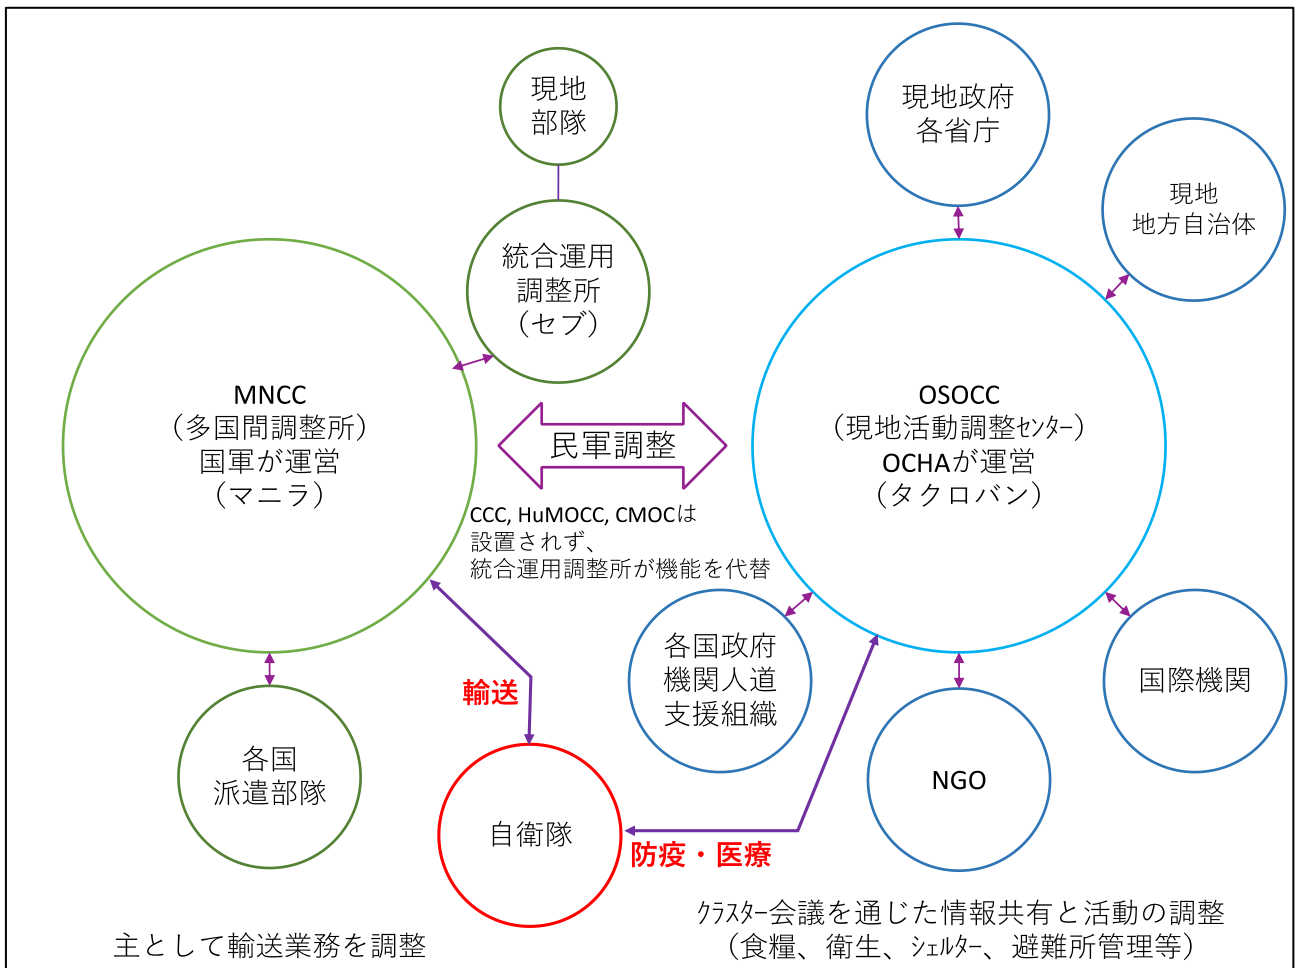 現地
部隊
現地政府
各省庁
現地
地方自治体
統合運用
調整所
（セブ）
MNCC
（多国間調整所）
国軍が運営
（マニラ）
民軍調整
OSOCC
（現地活動調整ｾﾝﾀｰ）
OCHAが運営
（タクロバン）
CCC, HuMOCC, CMOCは
設置されず、
統合運用調整所が機能を代替
各国政府
機関人道
支援組織
国際機関
輸送
各国
派遣部隊
NGO
自衛隊
防疫・医療
ｸﾗｽﾀｰ会議を通じた情報共有と活動の調整
（食糧、衛生、ｼｪﾙﾀｰ、避難所管理等）
主として輸送業務を調整